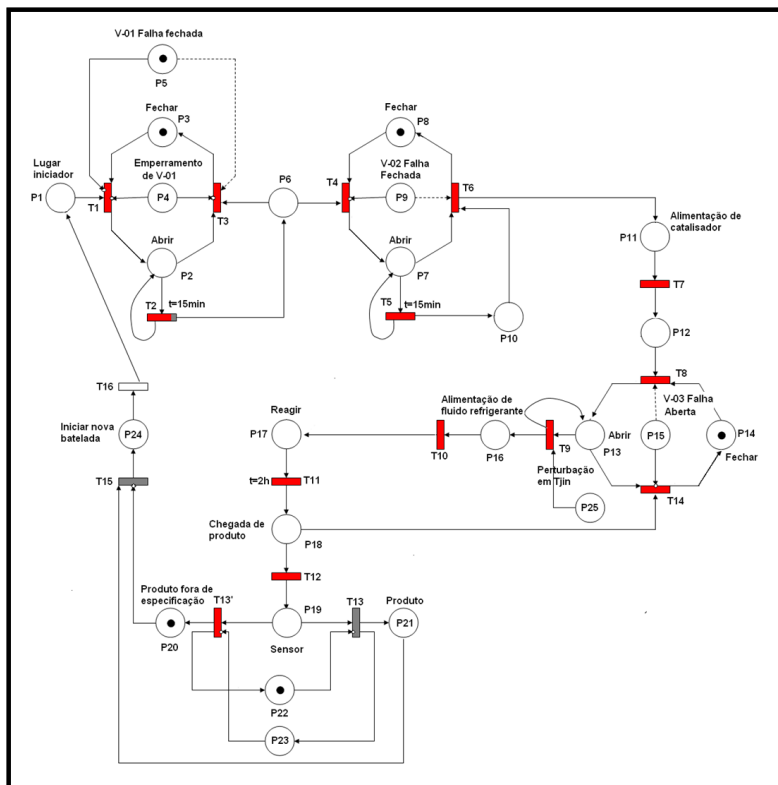 V-01 Falha fechada
P5
Fechar
P3
Lugar
iniciador
P1
T1
Emperramento
de V-01
P4
T3
Abrir
P2
T2
t=15min
P6
Fechar
P8
T4
V-02 Falha
Fechada
P9
T6
Abrir
P7
T5
t=15min
P10
P11
Alimentação de
catalisador
T7
P12
T8
V-03 Falha
Aberta
P14
Fechar
P15
Abrir
P13
T14
T9
Perturbação
em Tjin
P25
Alimentação de
fluido refrigerante
P16
T10
Reagir
P17
t=2h
T11
Chegada de
produto
P18
T12
P19
Sensor
T13
Produto
P21
T13'
Produto fora de
especificação
P20
P22
P23
T15
Iniciar nova
batelada
P24
T16